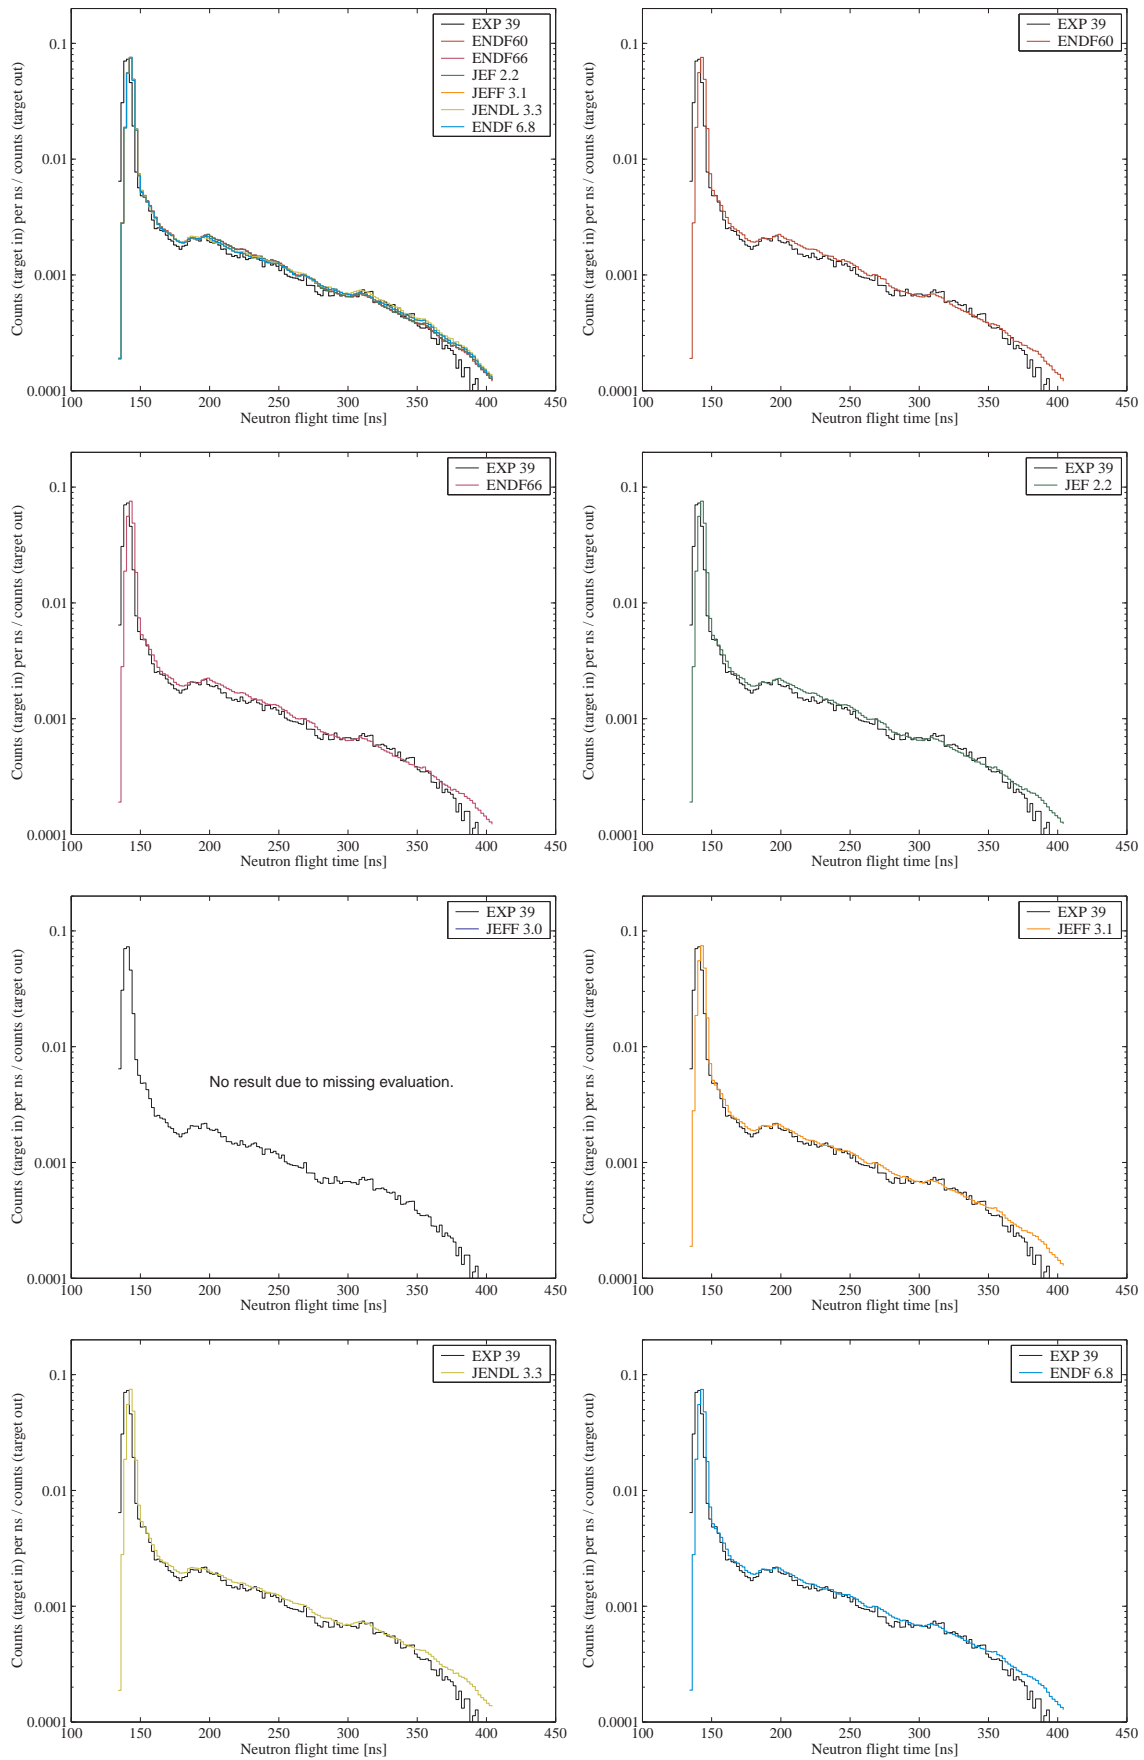 EXP 39
ENDF60
ENDF66
JEF 2.2
JEFF 3.1
JENDL 3.3
ENDF 6.8
0.1
0.01
0.001
0.0001
100 150 200 250 300 350 400 450
Neutron flight time [ns]
Counts (target in) per ns / counts (target out)
EXP 39
ENDF60
0.1
0.01
0.001
0.0001
100 150 200 250 300 350 400 450
Neutron flight time [ns]
Counts (target in) per ns / counts (target out)
EXP 39
ENDF66
0.1
0.01
0.001
0.0001
100 150 200 250 300 350 400 450
Neutron flight time [ns]
Counts (target in) per ns / counts (target out)
EXP 39
JEF 2.2
0.1
0.01
0.001
0.0001
100 150 200 250 300 350 400 450
Neutron flight time [ns]
Counts (target in) per ns / counts (target out)
EXP 39
JEFF 3.0
0.1
0.01
No result due to missing evaluation.
0.001
0.0001
100 150 200 250 300 350 400 450
Neutron flight time [ns]
Counts (target in) per ns / counts (target out)
EXP 39
JEFF 3.1
0.1
0.01
0.001
0.0001
100 150 200 250 300 350 400 450
Neutron flight time [ns]
Counts (target in) per ns / counts (target out)
EXP 39
JENDL 3.3
0.1
0.01
0.001
0.0001
100 150 200 250 300 350 400 450
Neutron flight time [ns]
Counts (target in) per ns / counts (target out)
EXP 39
ENDF 6.8
0.1
0.01
0.001
0.0001
100 150 200 250 300 350 400 450
Neutron flight time [ns]
Counts (target in) per ns / counts (target out)